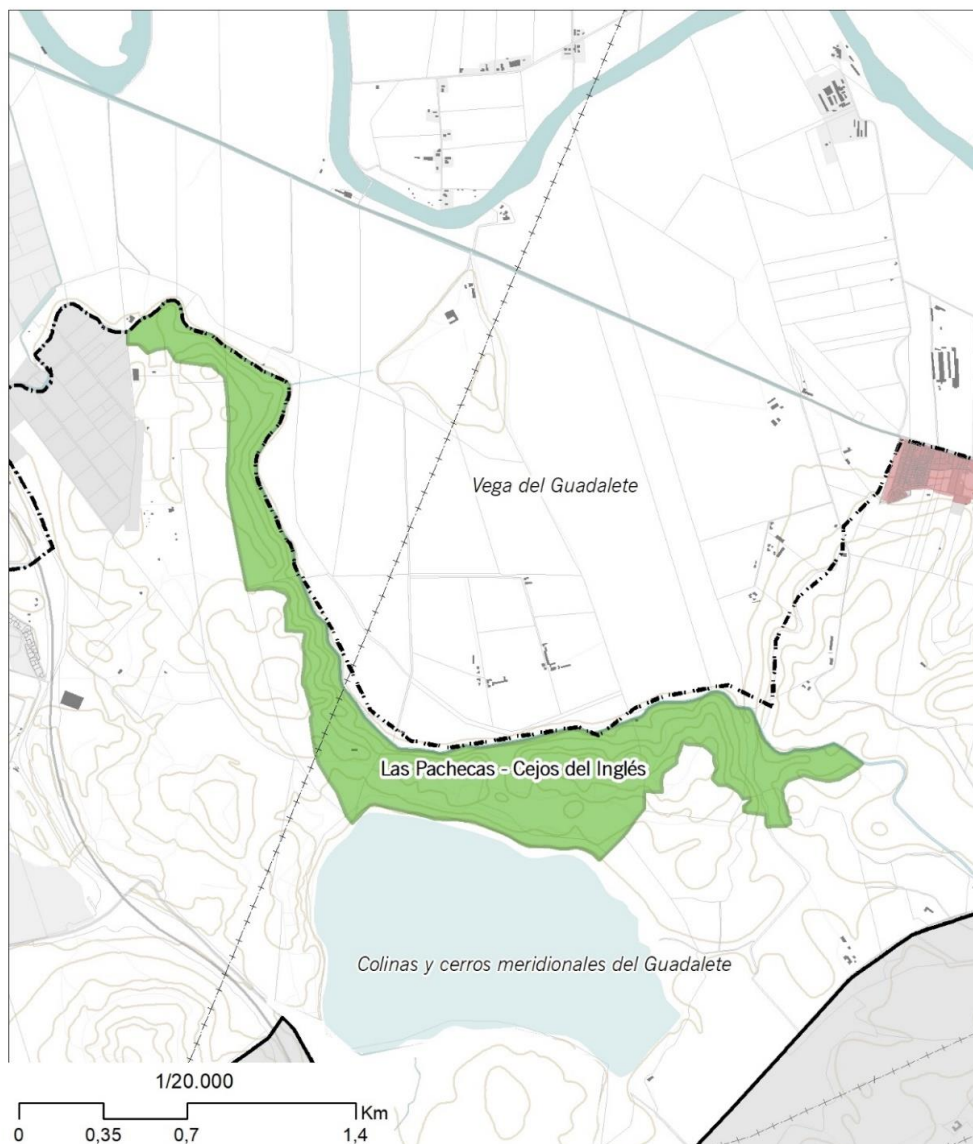 Vega del Guadalete
Las Pachecas - Cejos del Inglés
Colinas y cerros meridionales del Guadalete
1/20.000
Km
0 0,35 0,7 1,4